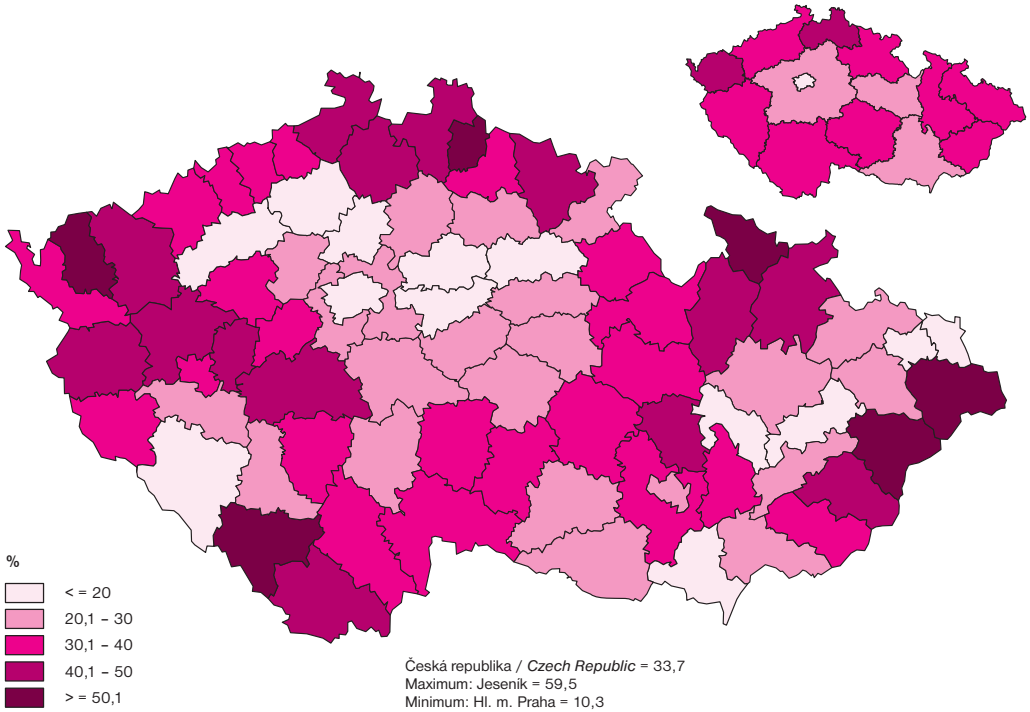 %
< = 20
20,1 – 30
30,1 – 40
40,1 – 50
> = 50,1
Česká republika / Czech Republic = 33,7
Maximum: Jeseník = 59,5
Minimum: Hl. m. Praha = 10,3